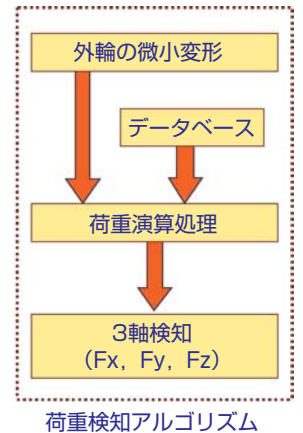 外輪の微小変形
データベース
荷重演算処理
3軸検知
（Fx，Fy，Fz）
荷重検知アルゴリズム